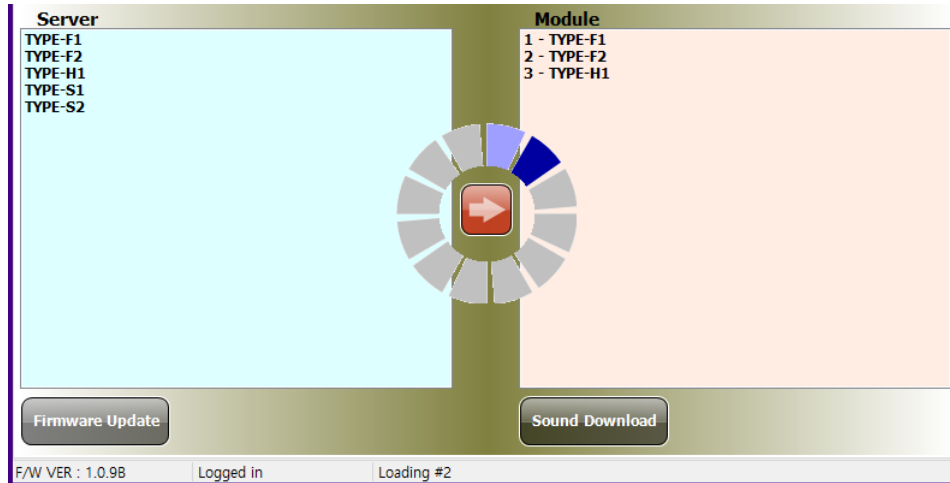 Server
TYPE-F1
TYPE-F2
TYPE-H1
TYPE-S1
TYPE-S2
Module
1 - TYPE-F1
2 - TYPE-F2
3 - TYPE-H1
Firmware Update
Sound Download
F/W VER : 1.0.9B
Logged in
Loading #2